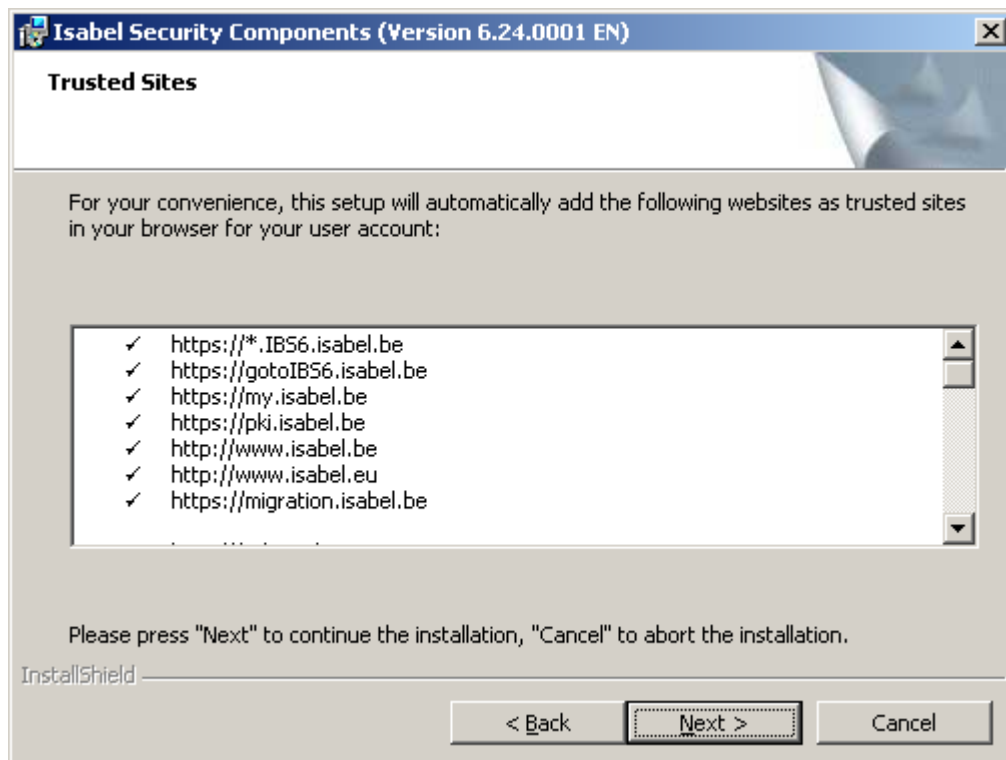 Isabel Security Components (Version 6.24.0001 EN)
Trusted Sites
For your convenience, this setup will automatically add the following websites as trusted sites
in your browser for your user account:
✓ https://*.IBS6.isabel.be
✓ https://gotoIBS6.isabel.be
✓ https://my.isabel.be
✓ https://pki.isabel.be
✓ http://www.isabel.be
✓ http://www.isabel.eu
✓ https://migration.isabel.be
Please press "Next" to continue the installation, "Cancel" to abort the installation.
InstallShield
< Back Next > Cancel